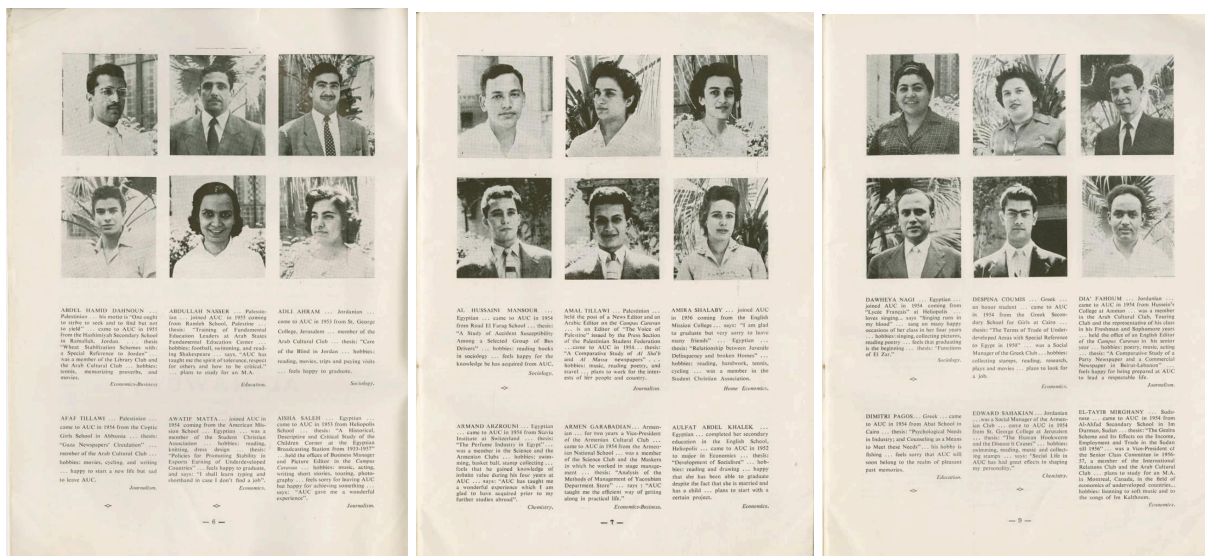 ABDEL HAMID DAHNOUN ...
Palestinian ... his motto is "One ought
to strive to seek and to find but not
to yield" ... came to AUC in 1953
from the Hashimiyah Secondary School
in Ramallah, Jordan. thesis
"Wheat Stabilization Schemes with
a Special Reference to Jordan" ...
was a member of the Library Club and
the Arab Cultural Club ... hobbies:
tennis, memorizing proverbs, and
movies.
Economics-Business
ABDULLAH NASSER ... Palestin-
ian ... joined AUC in 1953 coming
from Rashidi School, Palestine ...
thesis: "Training of Fundamental
Education Leaders at Arab States
Fundamental Education Center" ...
hobbies: football, swimming, and read-
ing Shakespeare ... says, "AUC has
taught me the spirit of tolerance, respect
for others and how to be critical."
... plans to study for an M.A.
Education.
ADLI AHRAM ... Jordanian ...
came to AUC in 1953 from St. George
College, Jerusalem ... member of the
Arab Cultural Club ... thesis: "Care
of the Blind in Jordan ... hobbies:
reading, movies, trips and paying visits
... feels happy to graduate.
Sociology.
AFAF TILLAWI ... Palestinian ...
came to AUC in 1954 from the Coptic
Girls School in Abbassia ... thesis:
"Gaza Newspapers' Circulation" ...
member of the Arab Cultural Club ...
hobbies: movies, cycling, and writing
... happy to start a new life but sad
to leave AUC.
Journalism.
AWATIF MATTA ... joined AUC in
1954 coming from the American Mis-
sion School ... Egyptian ... was a
member of the Student Christian
Association ... hobbies: reading,
knitting, dress design ... thesis:
"Policies for Promoting Stability in
Exports Earning of Underdeveloped
Countries" ... feels happy to graduate,
and says: "I shall learn typing and
shorthand in case I don't find a job".
Economics.
AISHA SALEH ... Egyptian ...
came to AUC in 1953 from Heliopolis
School ... thesis: "A Historical,
Descriptive and Critical Study of the
Children Corner at the Egyptian
Broadcasting Station from 1933-1957"
... held the offices of Business Manager
and Picture Editor in the Campus
Caravan ... hobbies: music, acting,
writing short stories, touring, photo-
graphy ... feels sorry for leaving AUC
but happy for achieving something ...
says: "AUC gave me a wonderful
experience".
Journalism.
— 6 —
AL HUSSAINI MANSOUR ...
Egyptian ... came to AUC in 1954
from Road El Farag School ... thesis:
"A Study of Accident Susceptibility
Among a Selected Group of Bus
Drivers" ... hobbies: reading books
in sociology ... feels happy for the
knowledge he has acquired from AUC.
Sociology.
AMAL TILLAWI ... Palestinian ...
held the post of a News Editor and an
Arabic Editor on the Campus Caravan
... is an Editor of "The Voice of
... the Press Section
of the Palestinian Student Federation
... came to AUC in 1956 ... thesis:
"A Comparative Study of Al Sha'b
and Al Massa newspapers" ... hob-
bies: music, reading poetry, and
travel ... plans to work for the inter-
ests of her people and country.
Journalism.
AMIRA SHALABY ... joined AUC
in 1956 coming from the English
Mission College ... says: "I am glad
to graduate but very sorry to leave
many friends" ... Egyptian ...
thesis: "Relationship between Juvenile
Delinquency and Broken Homes" ...
hobbies: reading, handwork, tennis,
cycling ... was a member in the
Student Christian Association.
Home Economics.
ARMAND ARZROUNI ... Egyptian
... came to AUC in 1954 from Stavia
Institute at Switzerland ... thesis:
"The Perfume Industry in Egypt" ...
was a member in the Science and the
Armenian Clubs ... hobbies: swim-
ming, basket ball, stamp collecting ...
feels that he gained knowledge of
infinite value during his four years at
AUC ... says: "AUC has taught me
a wonderful experience which I am
glad to have acquired prior to my
further studies abroad".
Chemistry.
ARMEN GARABADIAN ... Armen-
ian ... for two years a Vice-President
of the Armenian Cultural Club ...
came to AUC in 1954 from the Armen-
ian National School ... was a member
of the Science Club and the Maskers
in which he worked in stage manage-
ment ... thesis: "Analysis of the
Methods of Management of Yacoubian
Department Store" ... says: "AUC
taught me the efficient way of getting
along in practical life."
Economics-Business.
AULFAT ABDEL KHALEK ...
Egyptian ... completed her secondary
education in the English School,
Heliopolis ... came to AUC in 1952
to major in Economics ... thesis:
"Development of Socialism" ... hob-
bies: reading and drawing ... happy
that she has been able to graduate
despite the fact that she is married and
has a child ... plans to start with a
certain project.
Economics.
— 7 —
DAWHEYA NAGI ... Egyptian ...
joined AUC in 1954 coming from
"Lycée Français" at Heliopolis ...
loves singing... says "Singing runs in
my blood" ... sang on many happy
occasions of her class in her four years
... hobbies: singing, collecting pictures,
reading poetry ... feels that graduating
is the beginning ... thesis: "Functions
of El Zar."
Sociology.
DESPINA COUMIS ... Greek ...
an honor student ... came to AUC
in 1954 from the Greek Secon-
dary School for Girls at Cairo ...
thesis: "The Terms of Trade of Under-
developed Areas with Special Reference
to Egypt in 1950" ... was a Social
Manager of the Greek Club ... hobbies:
collecting stamps, reading, research,
plays and movies ... plans to look for
a job.
Economics.
DIA' FAHOUM ... Jordanian ...
came to AUC in 1954 from Hussein's
College at Amman ... was a member
in the Arab Cultural Club, Touring
Club and the representative of his class
in his Freshman and Sophomore years
... held the office of an English Editor
of the Campus Caravan in his senior
year ... hobbies: poetry, music, acting
... thesis: "A Comparative Study of a
Party Newspaper and a Commercial
Newspaper in Beirut-Lebanon" ...
feels happy for being prepared at AUC
to lead a respectable life.
Journalism.
DIMITRI PAGOS... Greek ... came
to AUC in 1954 from Abat School in
Cairo ... thesis: "Psychological Needs
in Industry; and Counseling as a Means
to Meet these Needs" ... his hobby is
fishing ... feels sorry that AUC will
soon belong to the realm of pleasant
past memories.
Education.
EDWARD SAHAKIAN ... Jordanian
... was a Social Manager of the Armen-
ian Club ... came to AUC in 1954
from St. George College at Jerusalem
... thesis: "The Human Hookworm
and the Disease it Causes" ... hobbies:
swimming, reading, music and collect-
ing stamps ... says: "Social Life in
AUC has had great effects in shaping
my personality."
Chemistry.
EL-TAYIB MIRGHANY ... Suda-
nese ... came to AUC in 1954 from
Al-Ahfad Secondary School in Im
Durman, Sudan ... thesis: "The Gezira
Scheme and Its Effects on the Income,
Employment and Trade in the Sudan
till 1956" ... was a Vice-President of
the Senior Class Committee in 1956-
57, a member of the International
Relations Club and the Arab Cultural
Club ... plans to study for an M.A.
in Montreal, Canada, in the field of
economics of underdeveloped countries...
hobbies: listening to soft music and to
the songs of Im Kalthoum.
Economics.
— 9 —